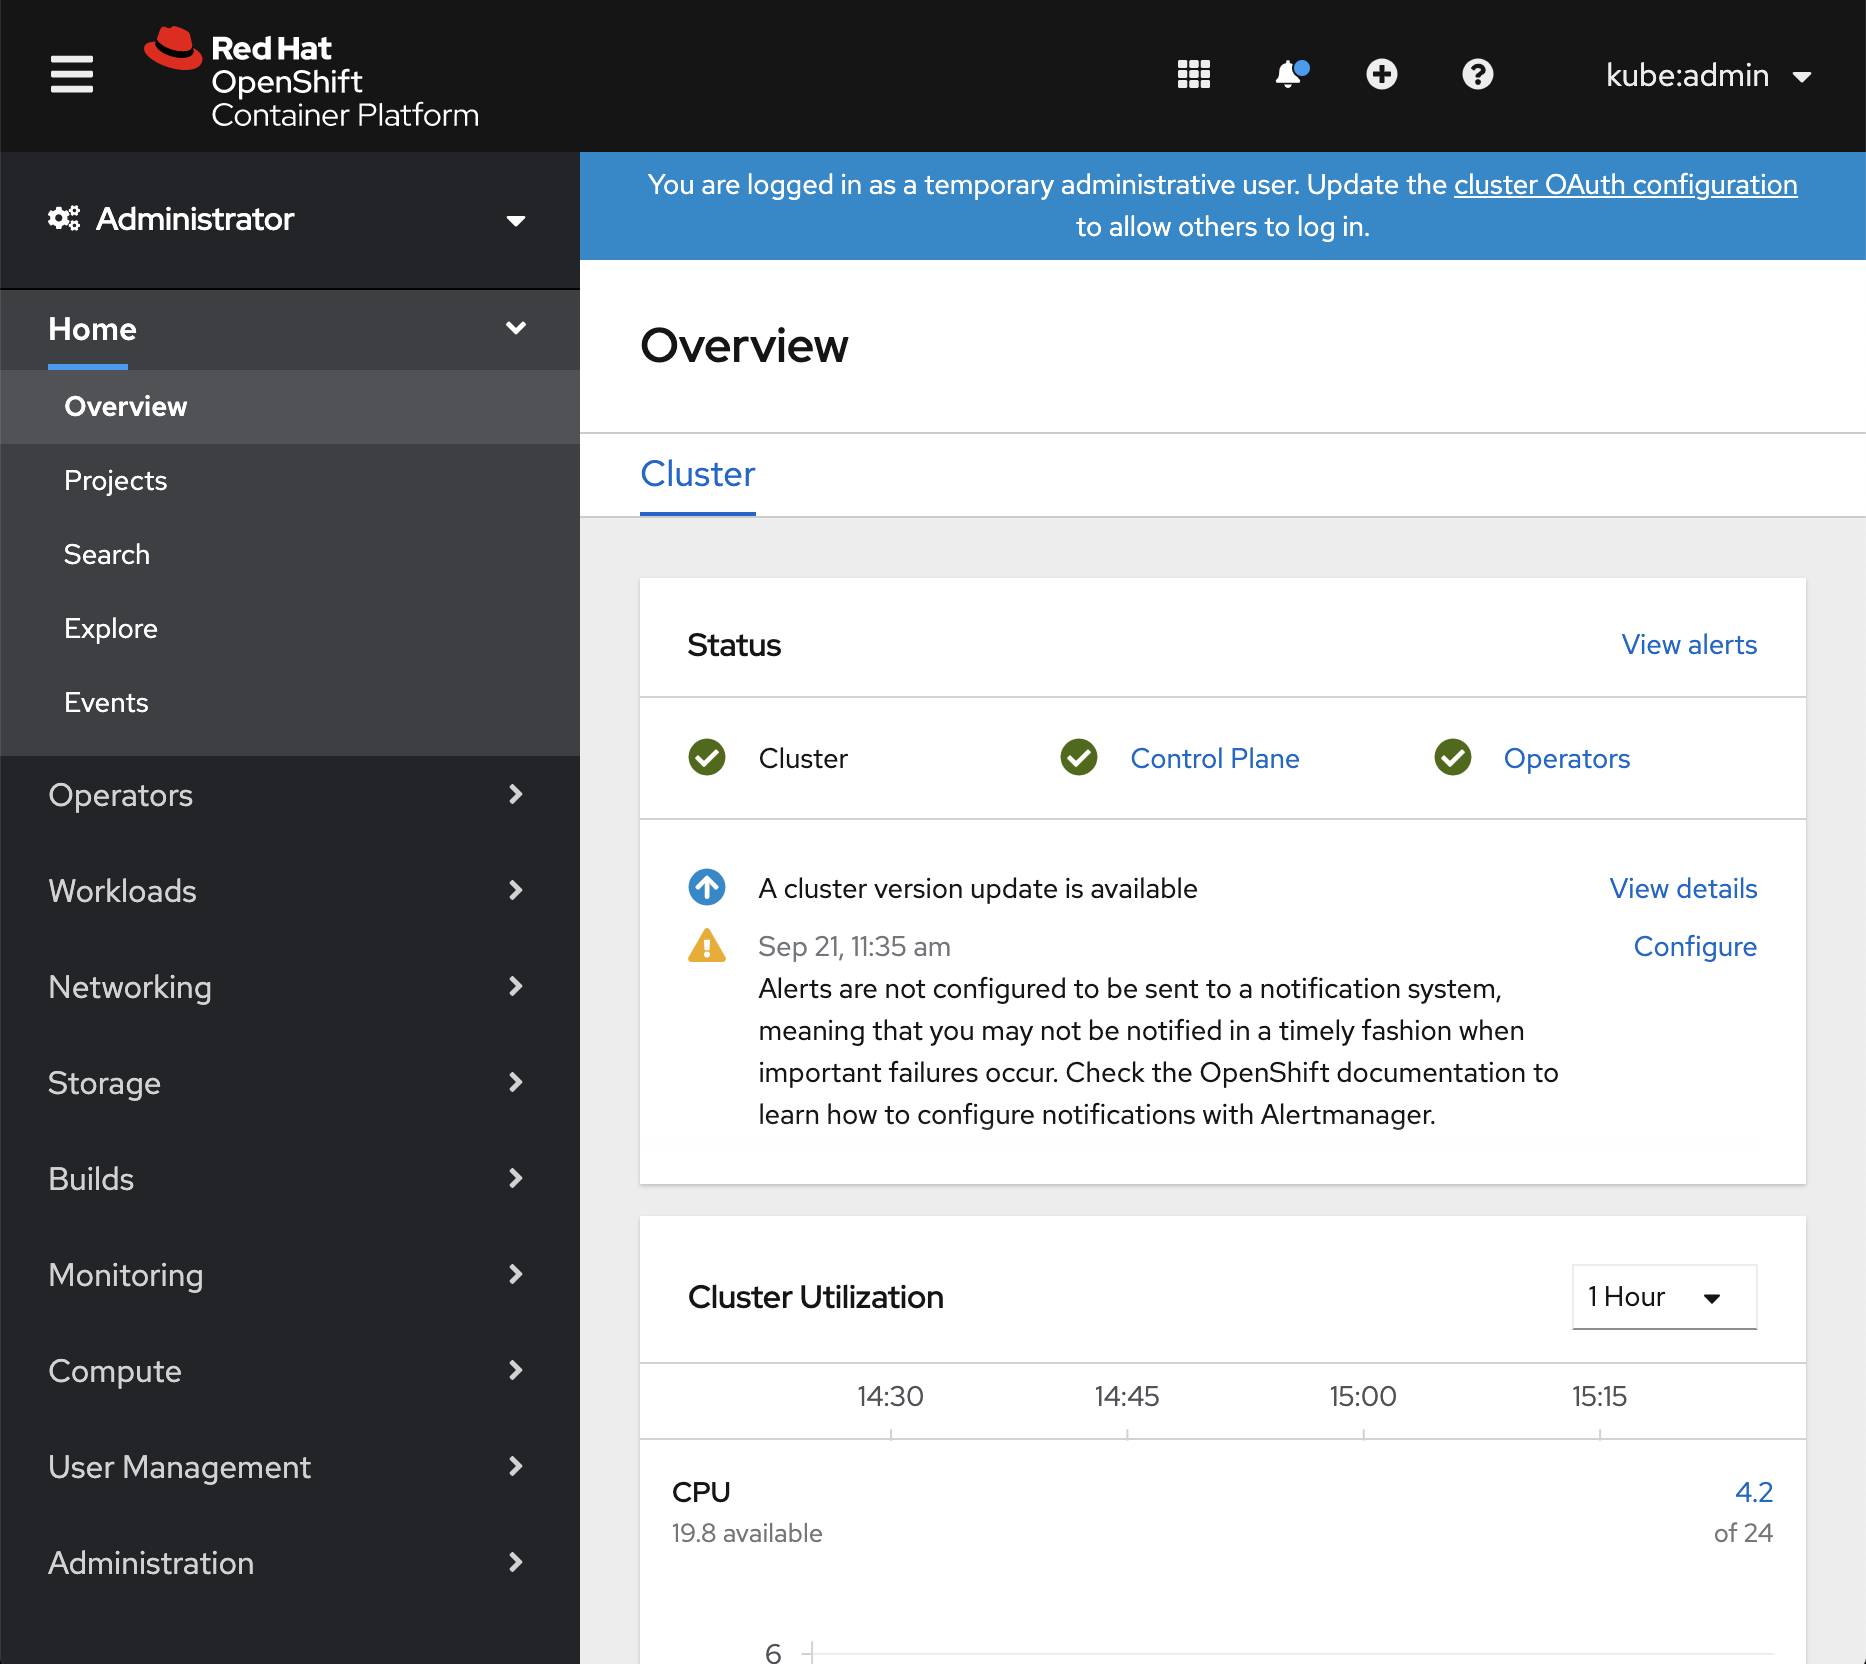 Red Hat
OpenShift
Container Platform
kube:admin
Administrator
Home
Overview
Projects
Search
Explore
Events
Operators
Workloads
Networking
Storage
Builds
Monitoring
Compute
User Management
Administration
You are logged in as a temporary administrative user. Update the cluster OAuth configuration
to allow others to log in.
Overview
Cluster
Status
View alerts
Cluster
Control Plane
Operators
A cluster version update is available
View details
Sep 21, 11:35 am
Configure
Alerts are not configured to be sent to a notification system,
meaning that you may not be notified in a timely fashion when
important failures occur. Check the OpenShift documentation to
learn how to configure notifications with Alertmanager.
Cluster Utilization
1 Hour
14:30
14:45
15:00
15:15
CPU
4.2
19.8 available
of 24
6